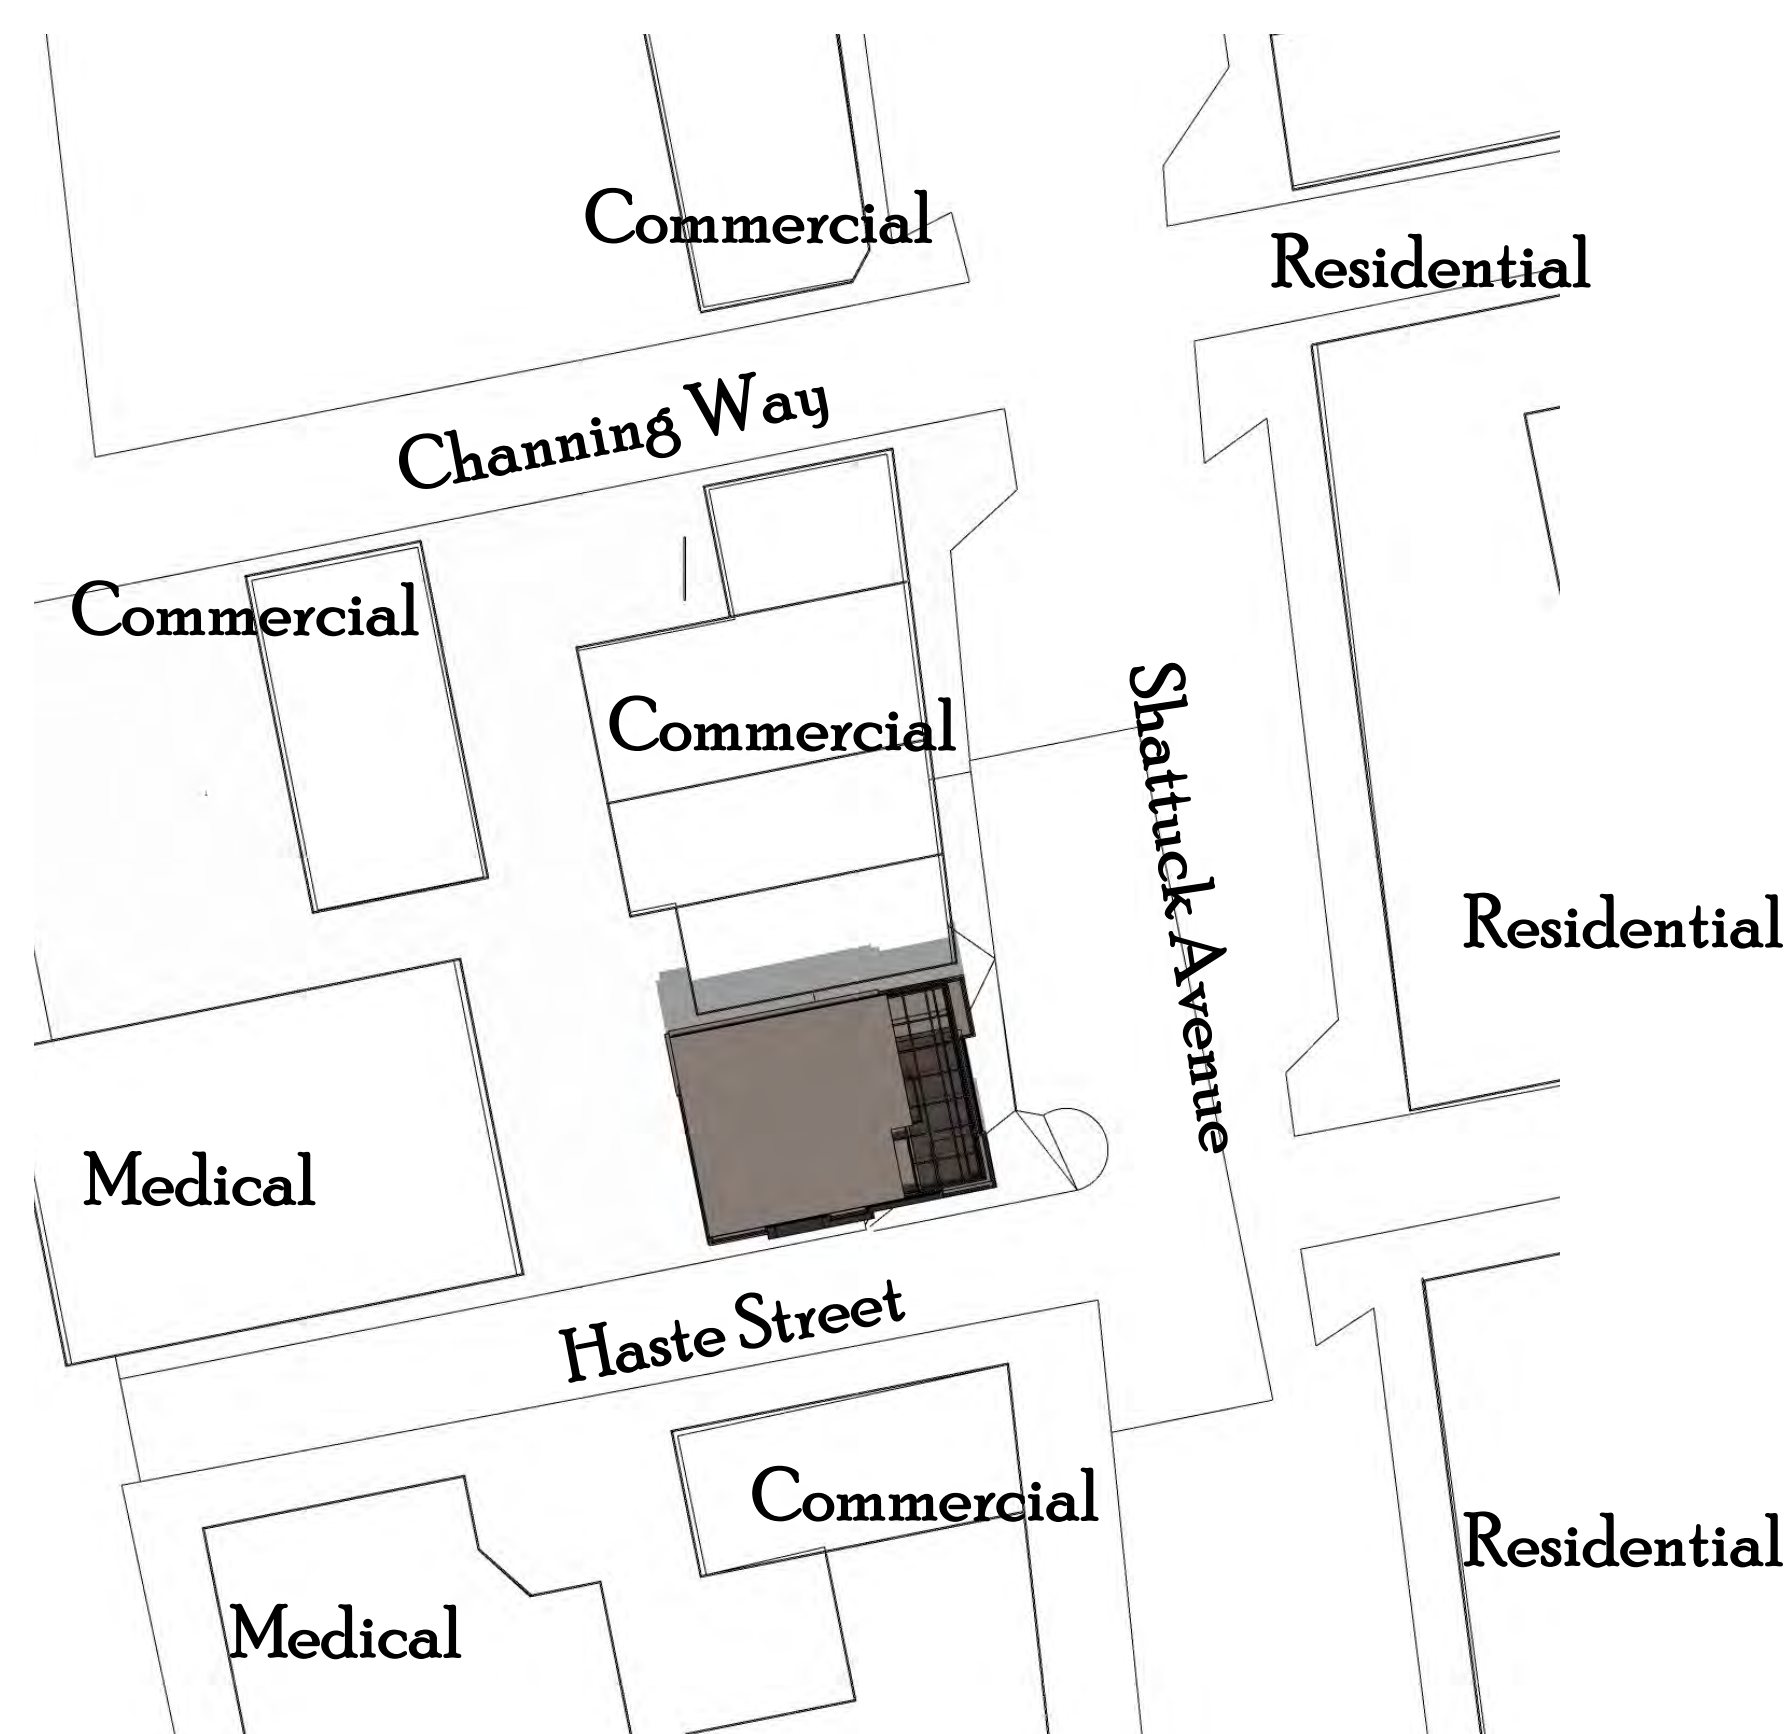 Commercial
Residential
Channing Way
Commercial
Commercial
Shattuck Avenue
Residential
Medical
Haste Street
Commercial
Residential
Medical